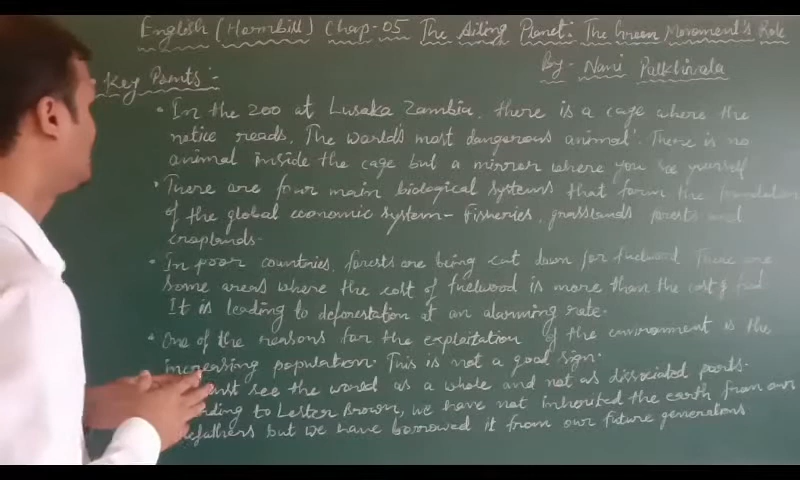 English (Hornbill) Chap-05 The Ailing Planet: The Green Movement's Role
By- Nani Palkhivala
Key Points:-
• In the zoo at Lusaka Zambia, there is a cage where the
notice reads, 'The world's most dangerous animal'. There is no
animal inside the cage but a mirror where you see yourself
• There are four main biological systems that form the foundation
of the global economic system- Fisheries, grasslands forests and
croplands.
• In poor countries, forests are being cut down for fuelwood There are
some areas where the cost of fuelwood is more than the cost of food
It is leading to deforestation at an alarming rate.
• One of the reasons for the exploitation of the environment is the
increasing population. This is not a good sign.
must see the world as a whole and not as dissociated parts.
to Lester Brown, we have not inherited the earth from our
forefathers but we have borrowed it from our future generations